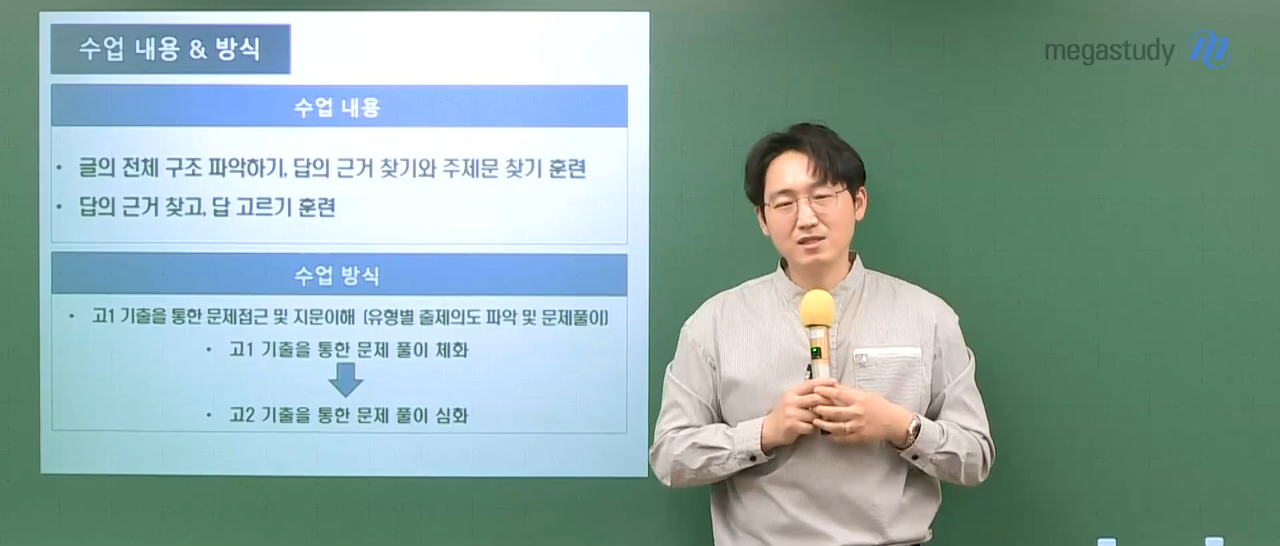 수업 내용 & 방식
megastudy
수업 내용
• 글의 전체 구조 파악하기, 답의 근거 찾기와 주제문 찾기 훈련
• 답의 근거 찾고, 답 고르기 훈련
수업 방식
• 고1 기출을 통한 문제접근 및 지문이해 (유형별 출제의도 파악 및 문제풀이)
• 고1 기출을 통한 문제 풀이 체화
• 고2 기출을 통한 문제 풀이 심화